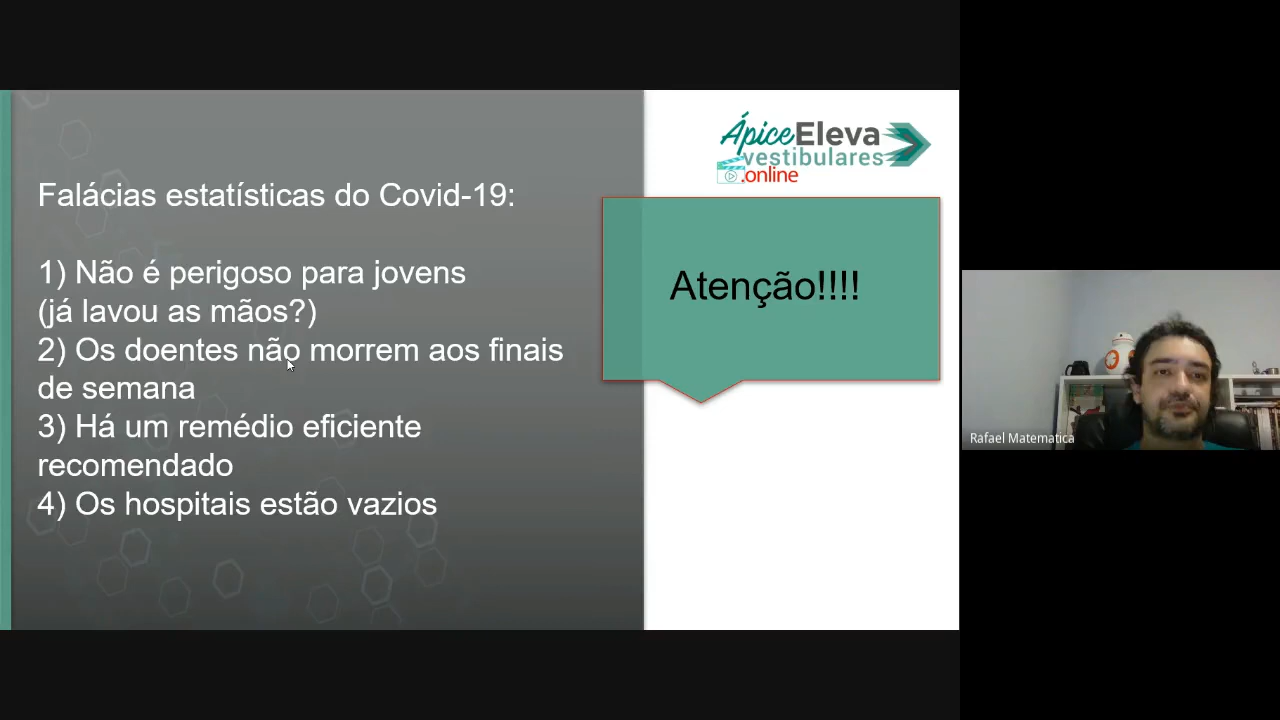 Falácias estatísticas do Covid-19:
1) Não é perigoso para jovens
(já lavou as mãos?)
2) Os doentes não morrem aos finais
de semana
3) Há um remédio eficiente
recomendado
4) Os hospitais estão vazios
ÁpiceEleva
vestibulares
.online
Atenção!!!!
Rafael Matematica